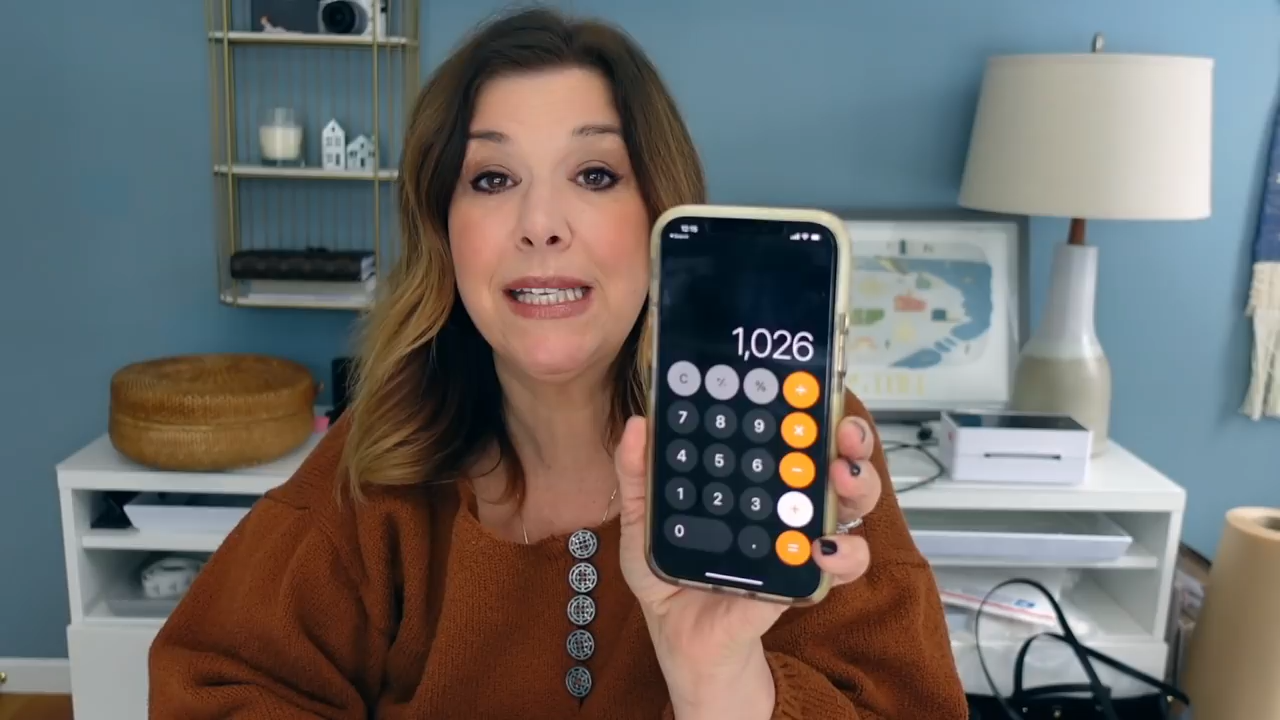 1,026
C % 
7 8 9 ×
4 5 6 −
1 2 3 +
0 . =